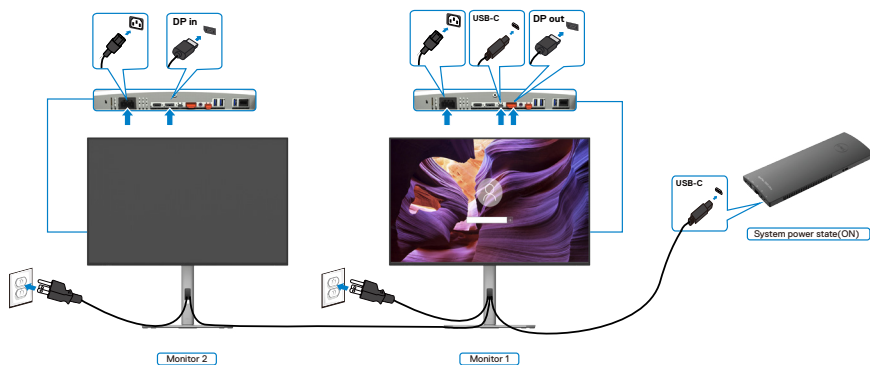 DP in
USB-C
DP out
USB-C
System power state(ON)
Monitor 2
Monitor 1